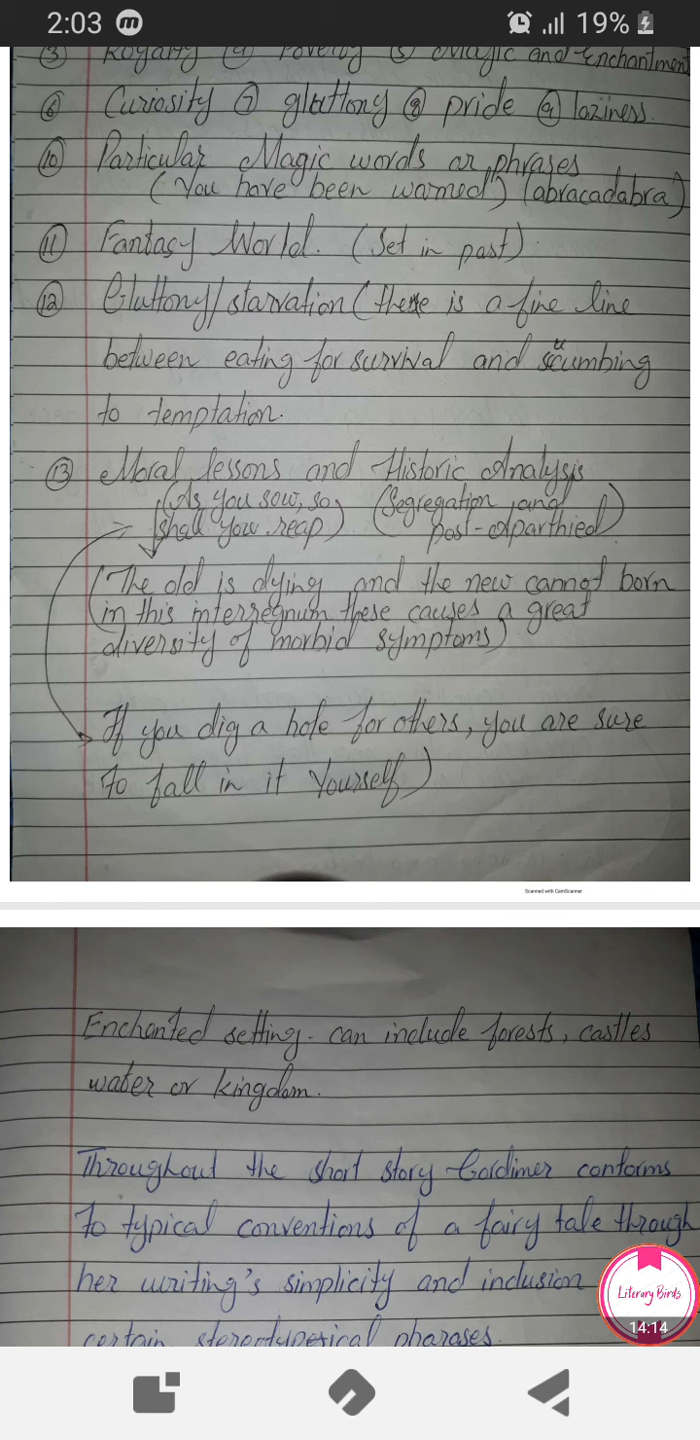 2:03 m 19%
③ Royalty ④ Poverty ⑤ Magic and Enchantment
⑥ Curiosity ⑦ gluttony ⑧ pride ⑨ laziness.
⑩ Particular Magic words or phrases
(You have been warned) (abracadabra)
⑪ Fantasy World. (Set in past)
⑫ Gluttony/starvation (there is a fine line
between eating for survival and sucumbing
to temptation.
⑬ Moral lessons and Historic Analysis
(As you sow, so (Segregation and
shall you reap) post-Aparthied)
(The old is dying and the new cannot born
in this interregnum these causes a great
diversity of morbid symptoms)
If you dig a hole for others, you are sure
to fall in it Yourself)
Scanned with CamScanner
Enchanted setting - can include forests, castles
water or kingdom.
Throughout the short story Gordimer conforms
to typical conventions of a fairy tale through
her writing's simplicity and inclusion
Literary Birds
14:14
certain phrases.